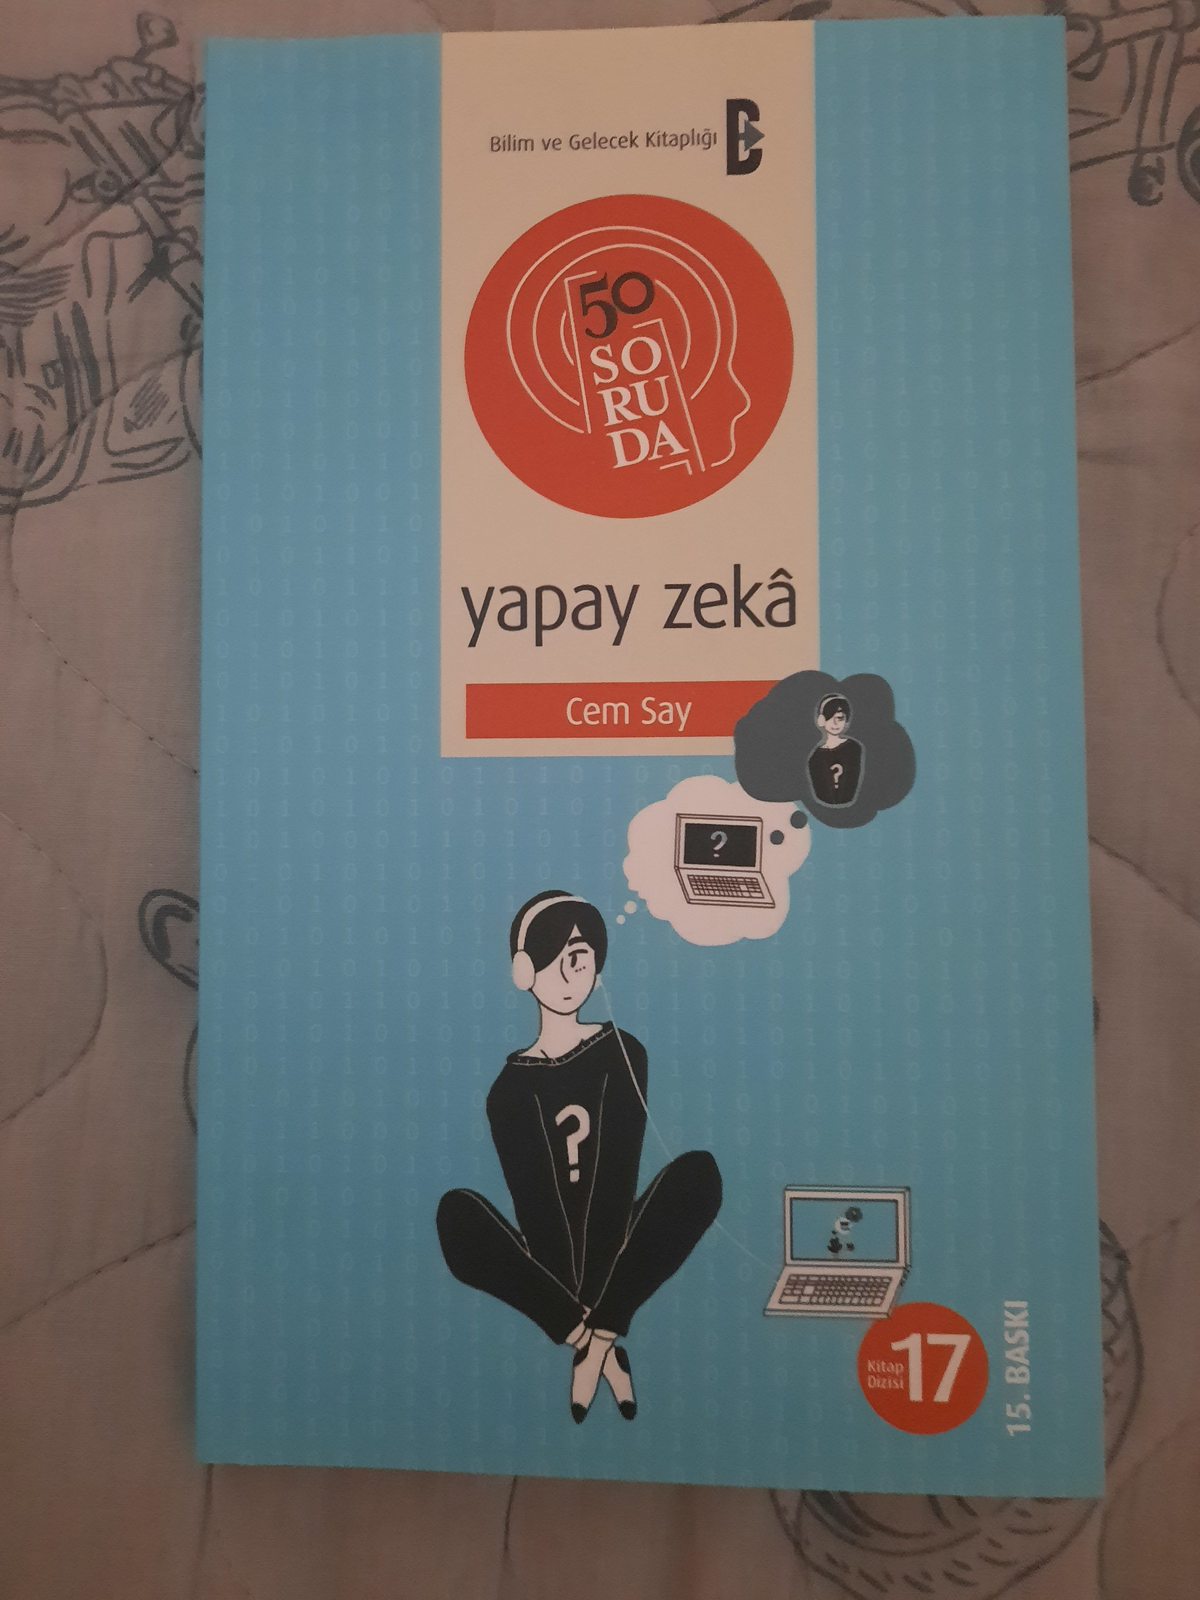 Bilim ve Gelecek Kitaplığı
50
SO
RU
DA
yapay zekâ
Cem Say
?
?
?
Kitap
Dizisi
17
15. BASKI